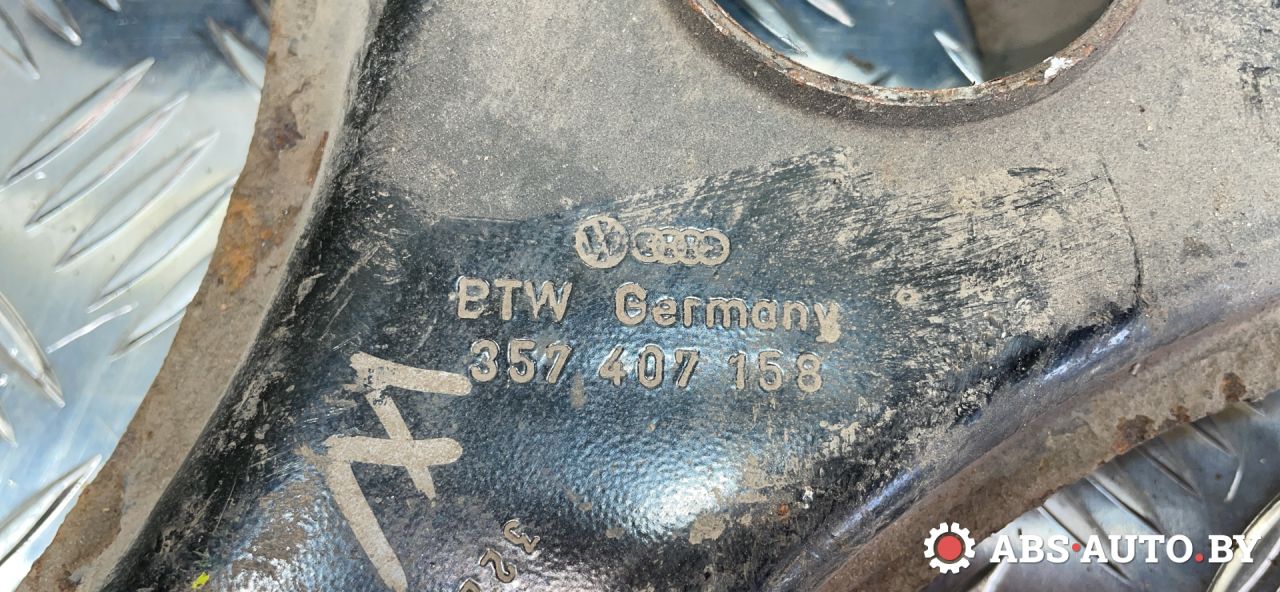 BTW Germany
357 407 158
ABS·AUTO.BY